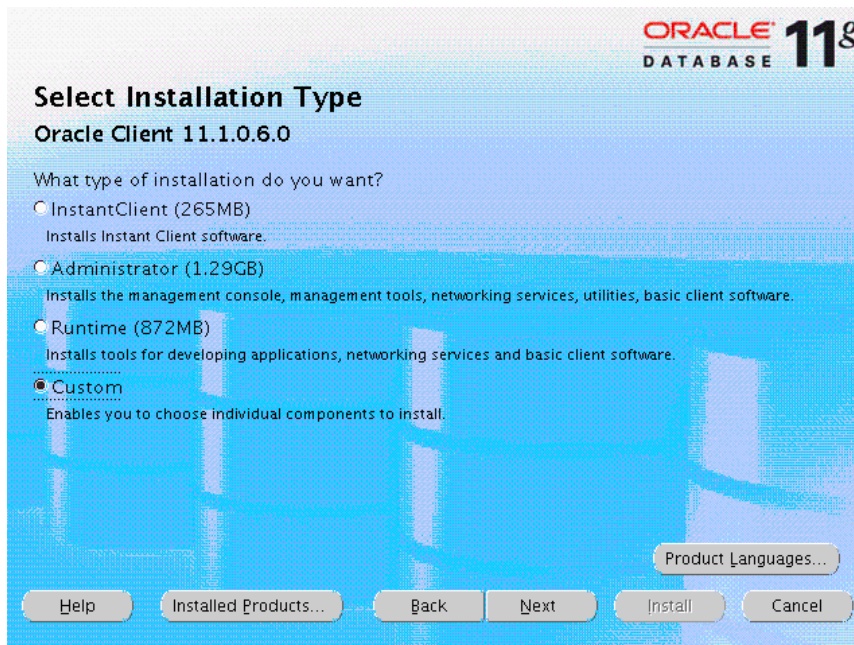 ORACLE 11g
DATABASE
Select Installation Type
Oracle Client 11.1.0.6.0
What type of installation do you want?
InstantClient (265MB)
Installs Instant Client software.
Administrator (1.29GB)
Installs the management console, management tools, networking services, utilities, basic client software.
Runtime (872MB)
Installs tools for developing applications, networking services and basic client software.
Custom
Enables you to choose individual components to install.
Product Languages...
Help Installed Products... Back Next Install Cancel